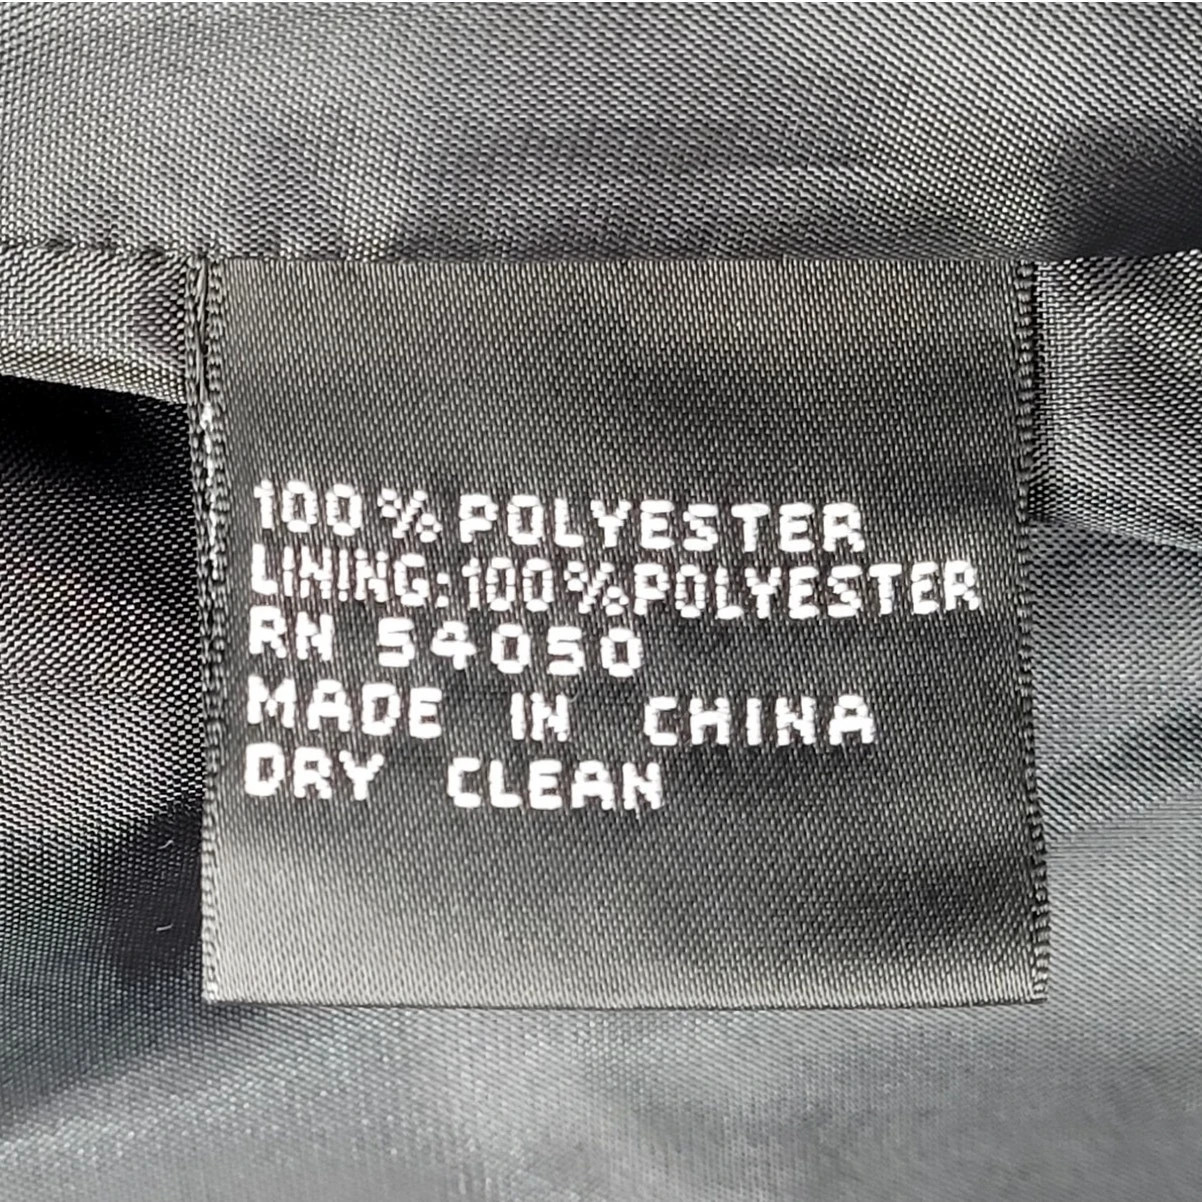 100% POLYESTER
LINING:100%POLYESTER
RN 54050
MADE IN CHINA
DRY CLEAN